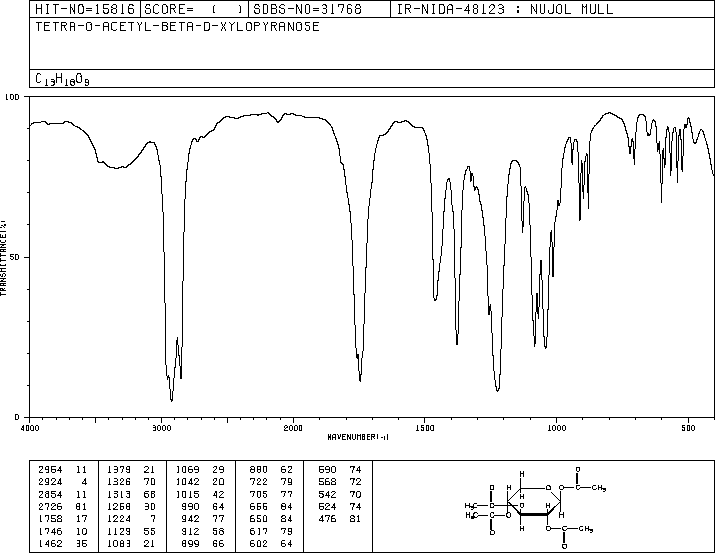 HIT-NO=15816 SCORE= ( ) SDBS-NO=31768 IR-NIDA-48123 : NUJOL MULL
TETRA-O-ACETYL-BETA-D-XYLOPYRANOSE
C13H18O9
100
50
0
TRANSMITTANCE(%)
4000 3000 2000 1500 1000 500
WAVENUMBER(-1)
2954 11 1379 21 1069 29 880 62 590 74
2924 4 1326 70 1042 20 722 79 568 72
2854 11 1313 68 1015 42 705 77 542 70
2726 81 1258 30 990 64 666 84 524 74
1758 17 1224 7 942 77 650 84 476 81
1746 10 1129 55 912 58 617 79
1462 35 1083 21 899 66 602 64